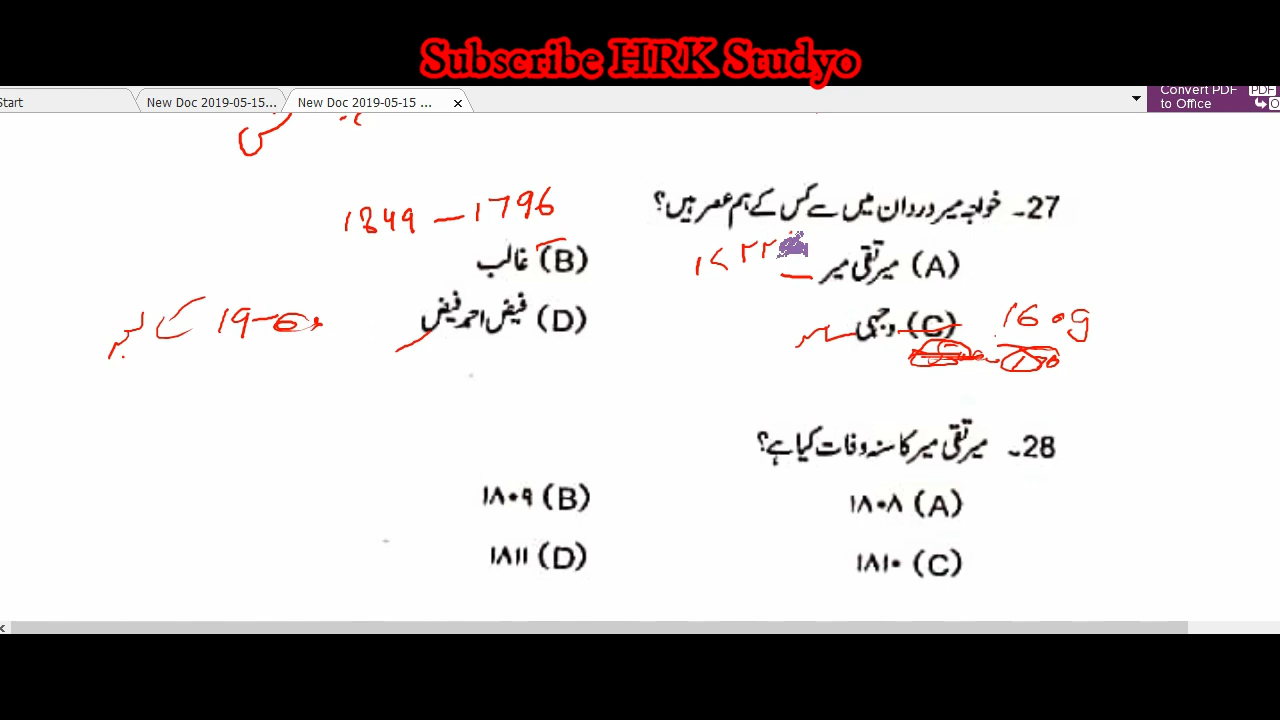 Subscribe HRK Studyo
Start
New Doc 2019-05-15...
New Doc 2019-05-15 ...
Convert PDF to Office
PDF
1849 — 1796
27۔ خواجہ میر درد ان میں سے کس کے ہم عصر ہیں؟
(A) میر تقی میر
۱۷۲۲
(B) غالب
(C) وجہی
1609
(D) فیض احمد فیض
28۔ میر تقی میر کا سنہ وفات کیا ہے؟
(A) ۱۸۰۸
(B) ۱۸۰۹
(C) ۱۸۱۰
(D) ۱۸۱۱